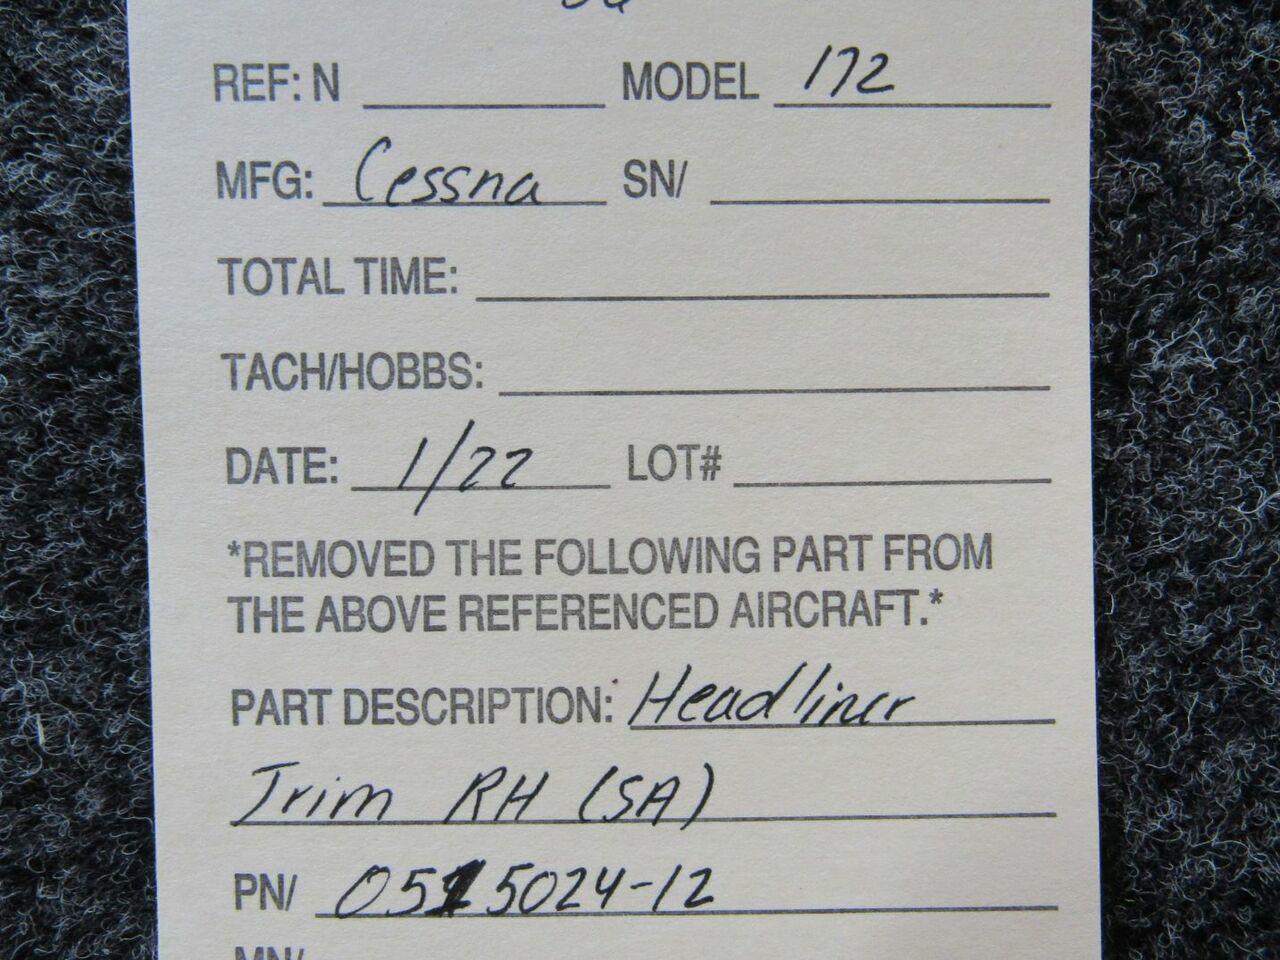 REF: N MODEL 172
MFG: Cessna SN/
TOTAL TIME:
TACH/HOBBS:
DATE: 1/22 LOT#
*REMOVED THE FOLLOWING PART FROM
THE ABOVE REFERENCED AIRCRAFT.*
PART DESCRIPTION: Headliner
Trim RH (SA)
PN/ 0515024-12
MN/